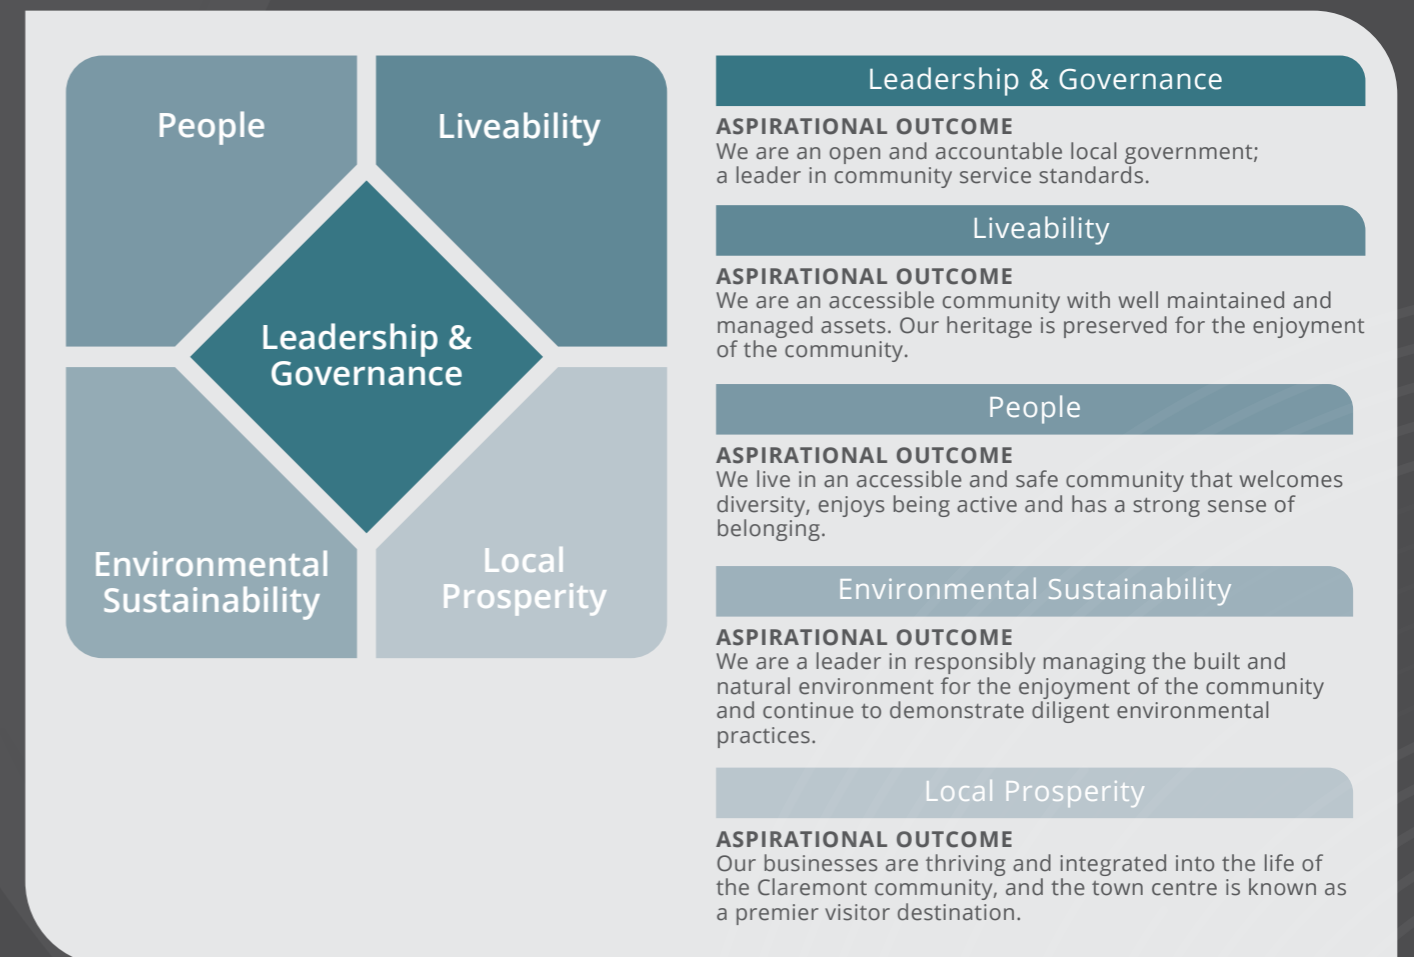 People
Liveability
Leadership &
Governance
Environmental
Sustainability
Local
Prosperity
Leadership & Governance
ASPIRATIONAL OUTCOME
We are an open and accountable local government;
a leader in community service standards.
Liveability
ASPIRATIONAL OUTCOME
We are an accessible community with well maintained and
managed assets. Our heritage is preserved for the enjoyment
of the community.
People
ASPIRATIONAL OUTCOME
We live in an accessible and safe community that welcomes
diversity, enjoys being active and has a strong sense of
belonging.
Environmental Sustainability
ASPIRATIONAL OUTCOME
We are a leader in responsibly managing the built and
natural environment for the enjoyment of the community
and continue to demonstrate diligent environmental
practices.
Local Prosperity
ASPIRATIONAL OUTCOME
Our businesses are thriving and integrated into the life of
the Claremont community, and the town centre is known as
a premier visitor destination.